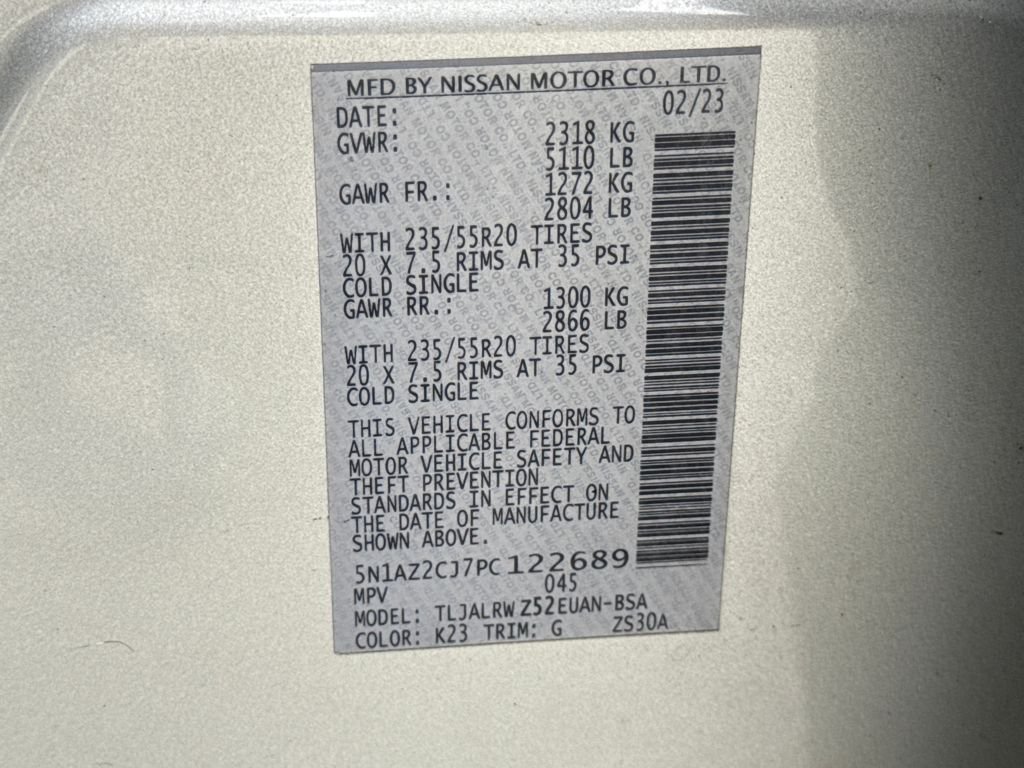 MFD BY NISSAN MOTOR CO., LTD.
DATE: 02/23
GVWR: 2318 KG
5110 LB
GAWR FR.: 1272 KG
2804 LB
WITH 235/55R20 TIRES
20 X 7.5 RIMS AT 35 PSI
COLD SINGLE
GAWR RR.: 1300 KG
2866 LB
WITH 235/55R20 TIRES
20 X 7.5 RIMS AT 35 PSI
COLD SINGLE
THIS VEHICLE CONFORMS TO
ALL APPLICABLE FEDERAL
MOTOR VEHICLE SAFETY AND
THEFT PREVENTION
STANDARDS IN EFFECT ON
THE DATE OF MANUFACTURE
SHOWN ABOVE.
5N1AZ2CJ7PC122689
MPV 045
MODEL: TLJALRW Z52EUAN-BSA
COLOR: K23 TRIM: G ZS30A